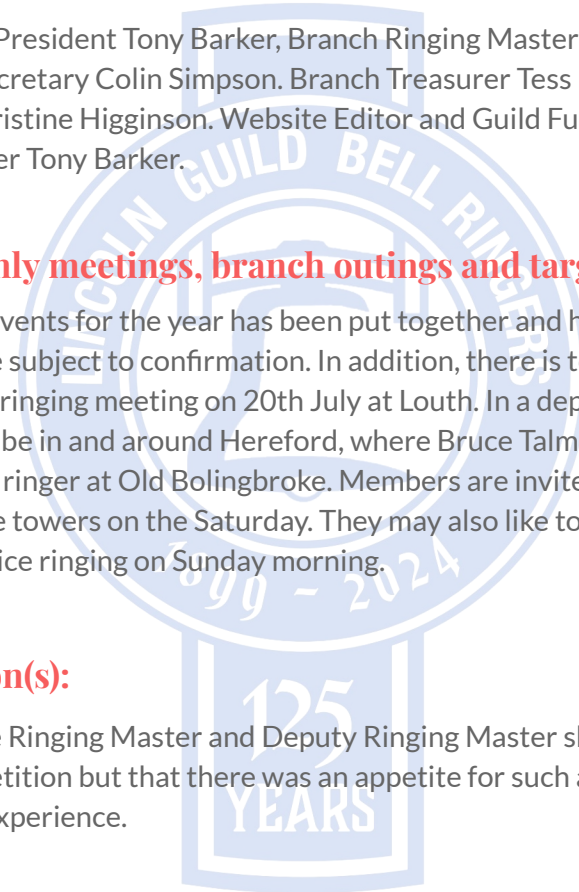 President Tony Barker, Branch Ringing Master
cretary Colin Simpson. Branch Treasurer Tess
ristine Higginson. Website Editor and Guild Fu
er Tony Barker.
nly meetings, branch outings and targ
vents for the year has been put together and h
e subject to confirmation. In addition, there is t
ringing meeting on 20th July at Louth. In a dep
be in and around Hereford, where Bruce Talm
ringer at Old Bolingbroke. Members are invite
e towers on the Saturday. They may also like to
ice ringing on Sunday morning.
on(s):
e Ringing Master and Deputy Ringing Master sh
etition but that there was an appetite for such a
xperience.
LINCOLN GUILD BELL RINGERS
1899 - 2024
125
YEARS